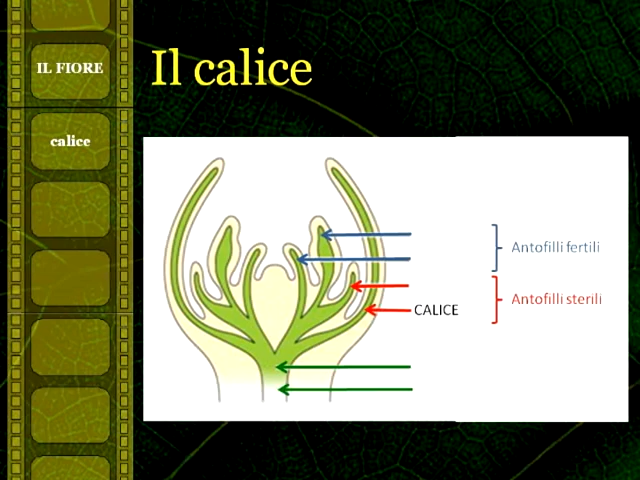 IL FIORE
Il calice
calice
Antofilli fertili
Antofilli sterili
CALICE